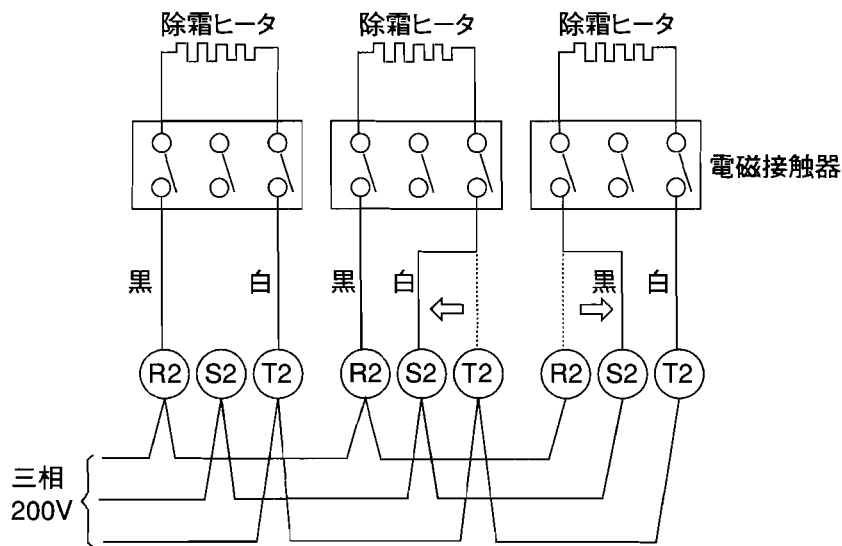 除霜ヒータ 除霜ヒータ 除霜ヒータ
電磁接触器
黒 白 黒 白 黒 白
R2 S2 T2 R2 S2 T2 R2 S2 T2
三相
200V